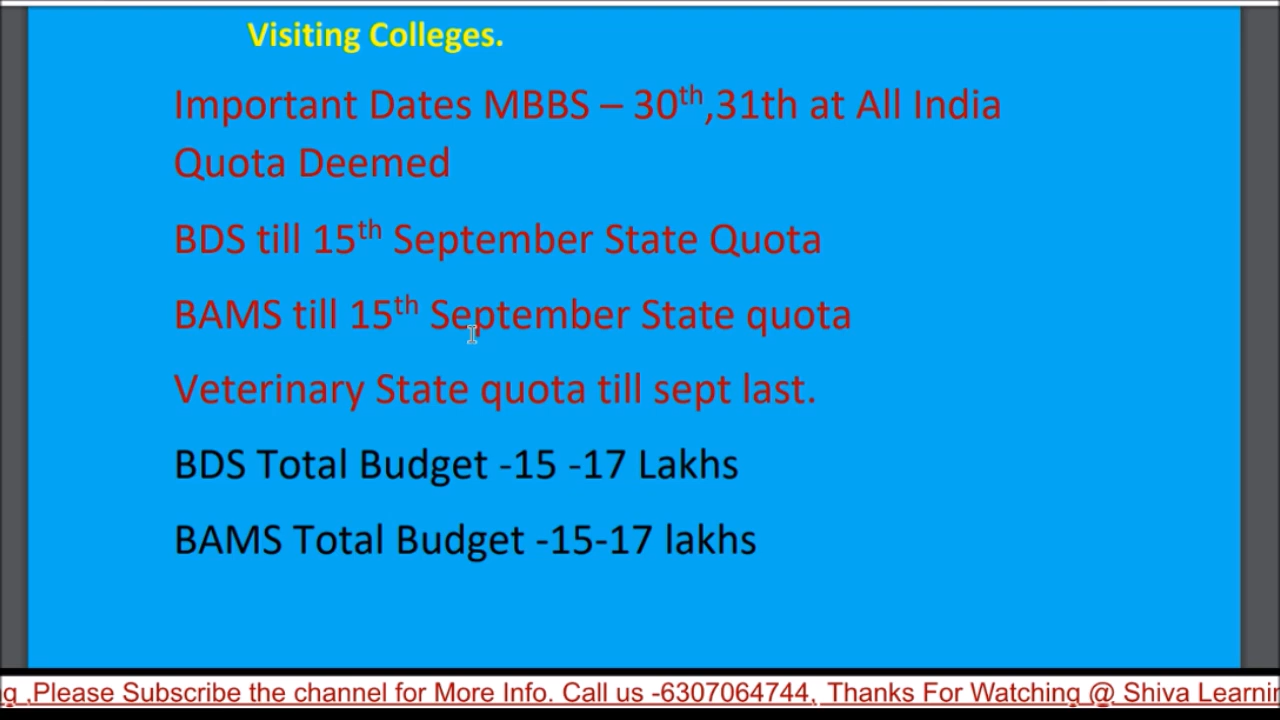 Visiting Colleges.
Important Dates MBBS – 30th,31th at All India
Quota Deemed
BDS till 15th September State Quota
BAMS till 15th September State quota
Veterinary State quota till sept last.
BDS Total Budget -15 -17 Lakhs
BAMS Total Budget -15-17 lakhs
g ,Please Subscribe the channel for More Info. Call us -6307064744, Thanks For Watching @ Shiva Learnin